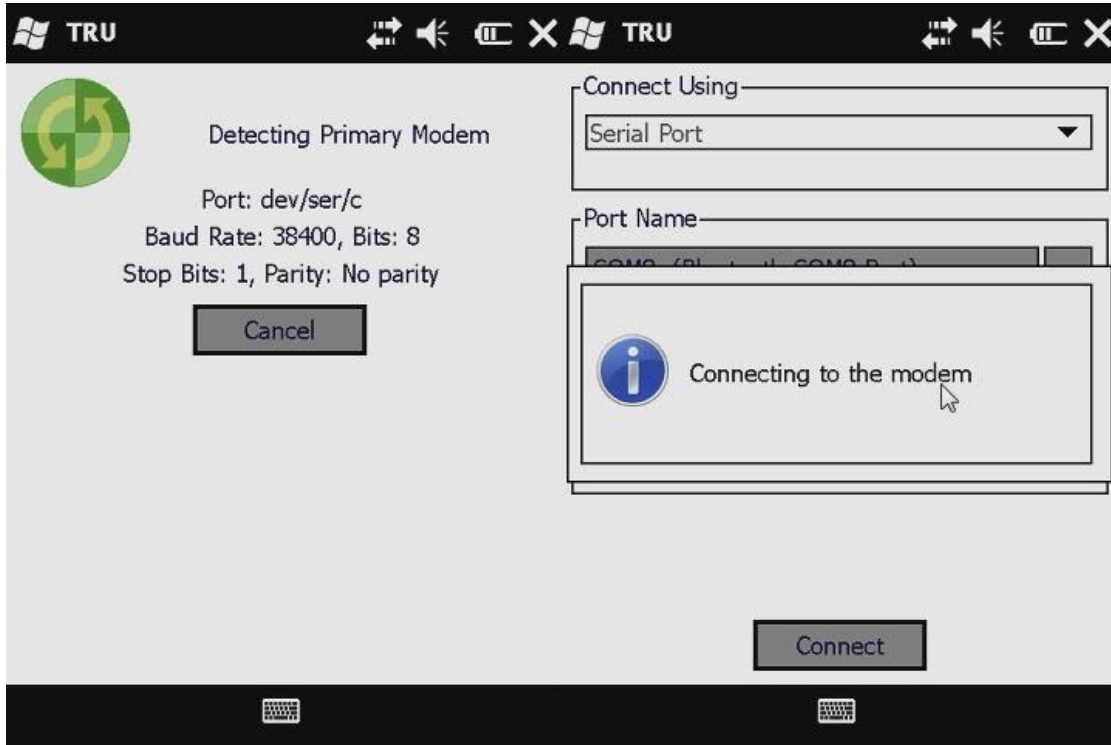 TRU
Detecting Primary Modem
Port: dev/ser/c
Baud Rate: 38400, Bits: 8
Stop Bits: 1, Parity: No parity
Cancel
TRU
Connect Using
Serial Port
Port Name
Connecting to the modem
Connect